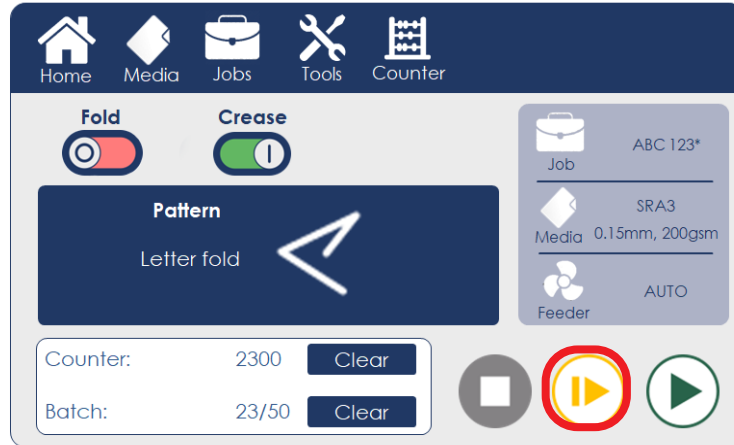 Home Media Jobs Tools Counter
Fold Crease
Pattern
Letter fold
Job ABC 123*
Media SRA3
0.15mm, 200gsm
Feeder AUTO
Counter: 2300 Clear
Batch: 23/50 Clear